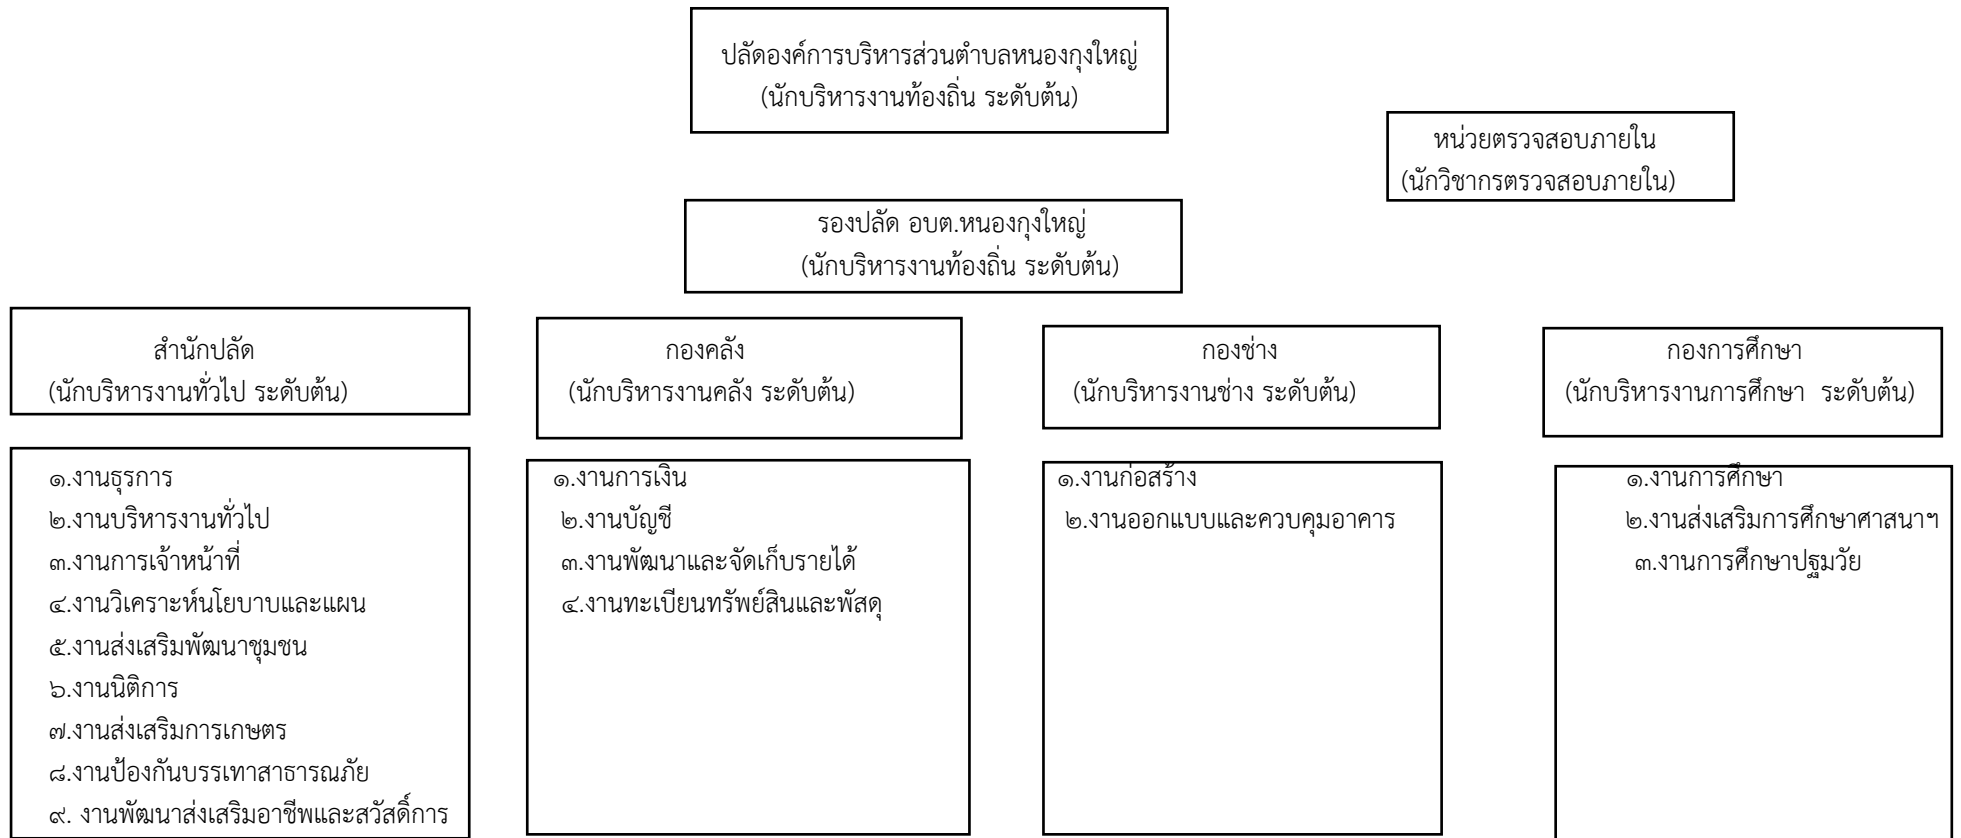 ปลัดองค์การบริหารส่วนตำบลหนองกุงใหญ่
(นักบริหารงานท้องถิ่น ระดับต้น)
หน่วยตรวจสอบภายใน
(นักวิชากรตรวจสอบภายใน)
รองปลัด อบต.หนองกุงใหญ่
(นักบริหารงานท้องถิ่น ระดับต้น)
สำนักปลัด
(นักบริหารงานทั่วไป ระดับต้น)
กองคลัง
(นักบริหารงานคลัง ระดับต้น)
กองช่าง
(นักบริหารงานช่าง ระดับต้น)
กองการศึกษา
(นักบริหารงานการศึกษา ระดับต้น)
๑.งานธุรการ
๒.งานบริหารงานทั่วไป
๓.งานการเจ้าหน้าที่
๔.งานวิเคราะห์นโยบาบและแผน
๕.งานส่งเสริมพัฒนาชุมชน
๖.งานนิติการ
๗.งานส่งเสริมการเกษตร
๘.งานป้องกันบรรเทาสาธารณภัย
๙. งานพัฒนาส่งเสริมอาชีพและสวัสดิ์การ
๑.งานการเงิน
๒.งานบัญชี
๓.งานพัฒนาและจัดเก็บรายได้
๔.งานทะเบียนทรัพย์สินและพัสดุ
๑.งานก่อสร้าง
๒.งานออกแบบและควบคุมอาคาร
๑.งานการศึกษา
๒.งานส่งเสริมการศึกษาศาสนาฯ
๓.งานการศึกษาปฐมวัย